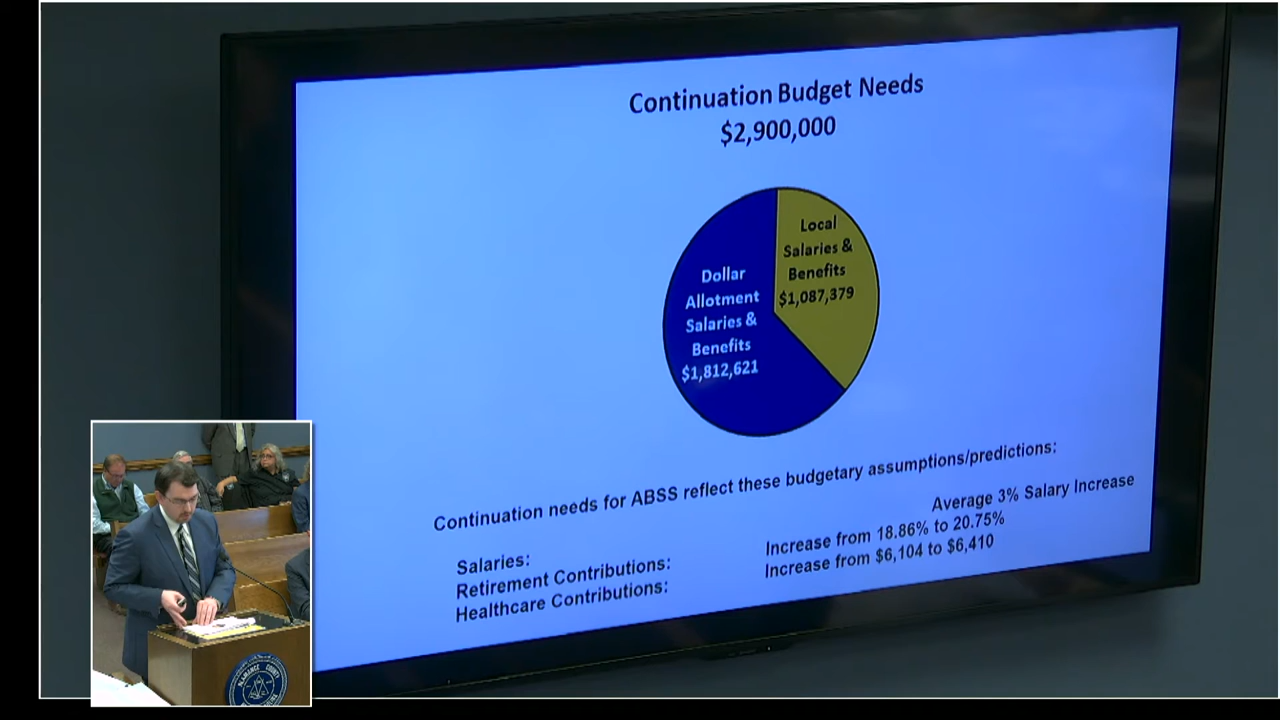 Continuation Budget Needs
$2,900,000
Local
Salaries &
Benefits
$1,087,379
Dollar
Allotment
Salaries &
Benefits
$1,812,621
Continuation needs for ABSS reflect these budgetary assumptions/predictions:
Salaries: Average 3% Salary Increase
Retirement Contributions: Increase from 18.86% to 20.75%
Healthcare Contributions: Increase from $6,104 to $6,410
ALAMANCE COUNTY